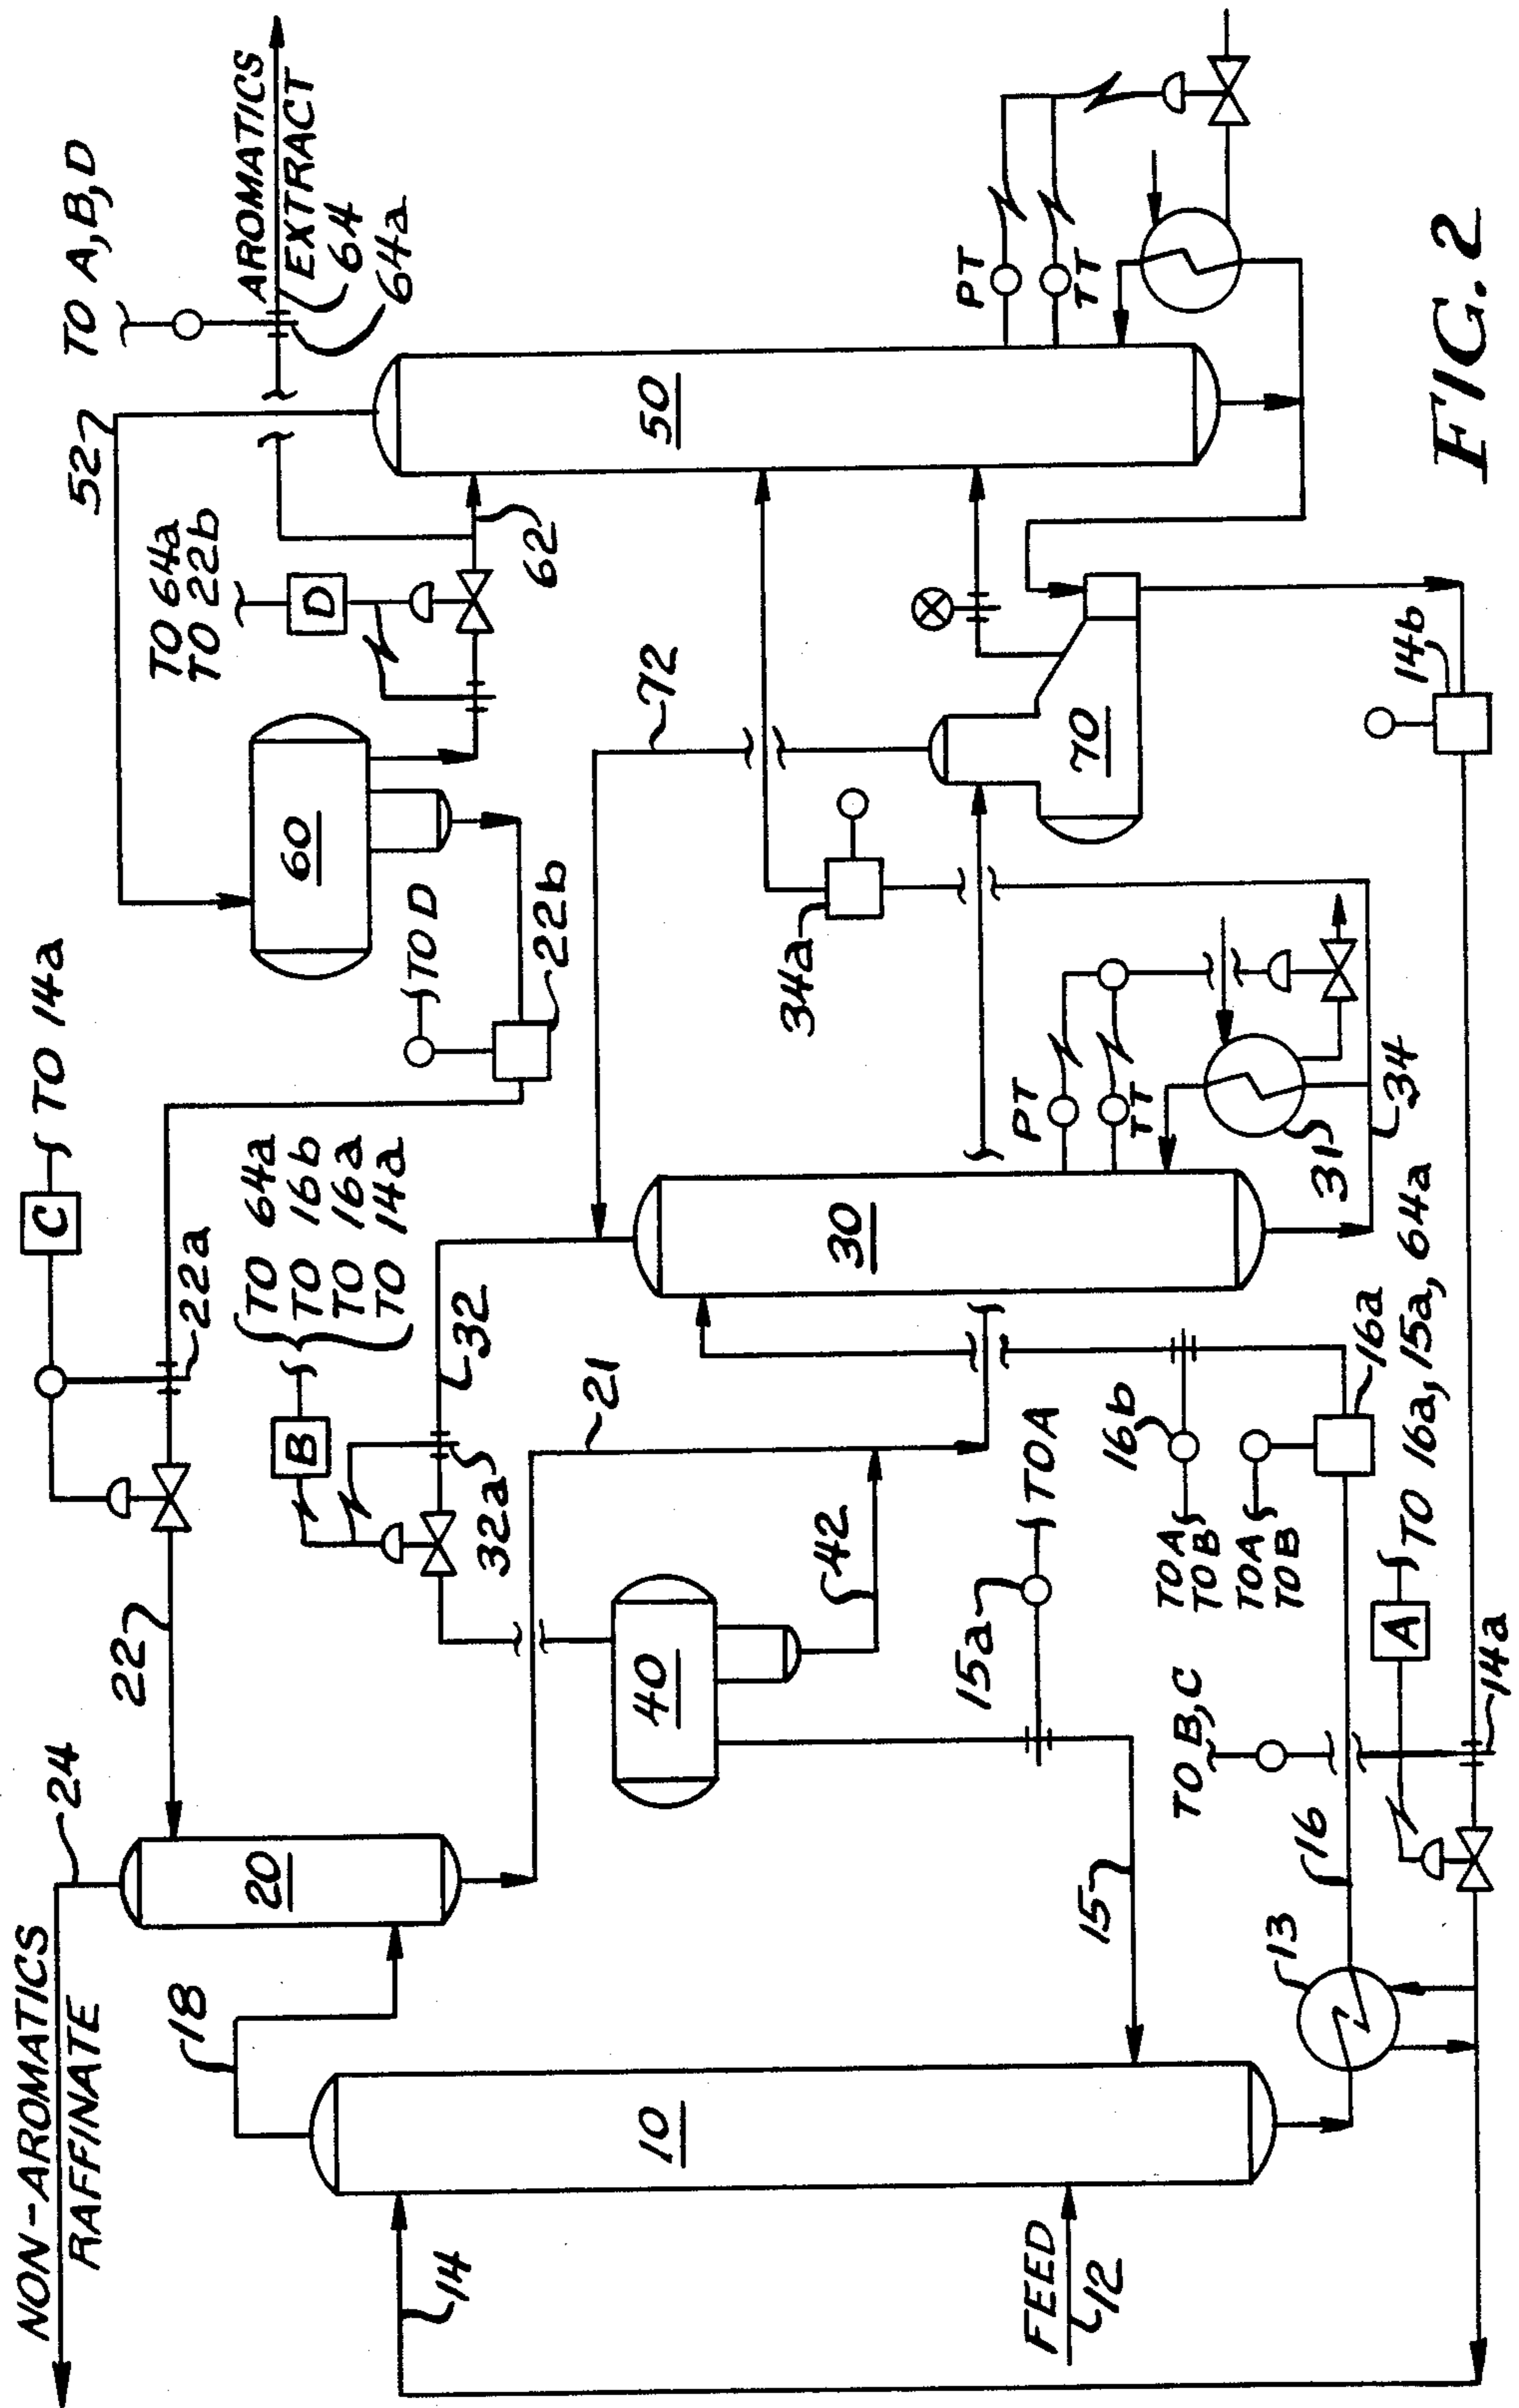 NON-AROMATICS
RAFFINATE
24
22
22a
C
TO 14a
52
TO A,B,D
AROMATICS
EXTRACT
64
64a
18
20
B
TO 64a
TO 16b
TO 16a
TO 14a
32
32a
21
TO D
22b
60
TO 64a
TO 22b
D
62
10
40
42
30
34a
72
50
14
FEED
12
15
15a
TO A
16b
TO A
TO B
TO A
TO B
16a
PT
TT
31
34
70
PT
TT
TO B,C
13
16
A
TO 16a, 15a, 64a
14a
14b
FIG. 2